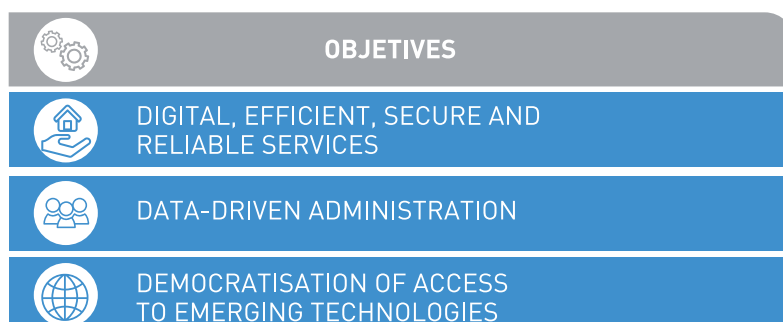 OBJETIVES
DIGITAL, EFFICIENT, SECURE AND
RELIABLE SERVICES
DATA-DRIVEN ADMINISTRATION
DEMOCRATISATION OF ACCESS
TO EMERGING TECHNOLOGIES